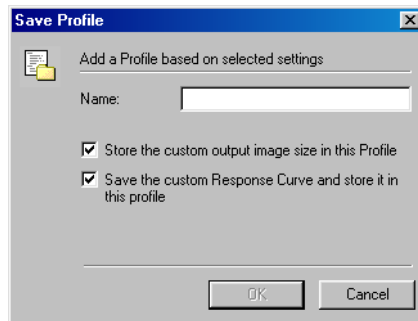 Save Profile
Add a Profile based on selected settings
Name:
Store the custom output image size in this Profile
Save the custom Response Curve and store it in
this profile
OK
Cancel